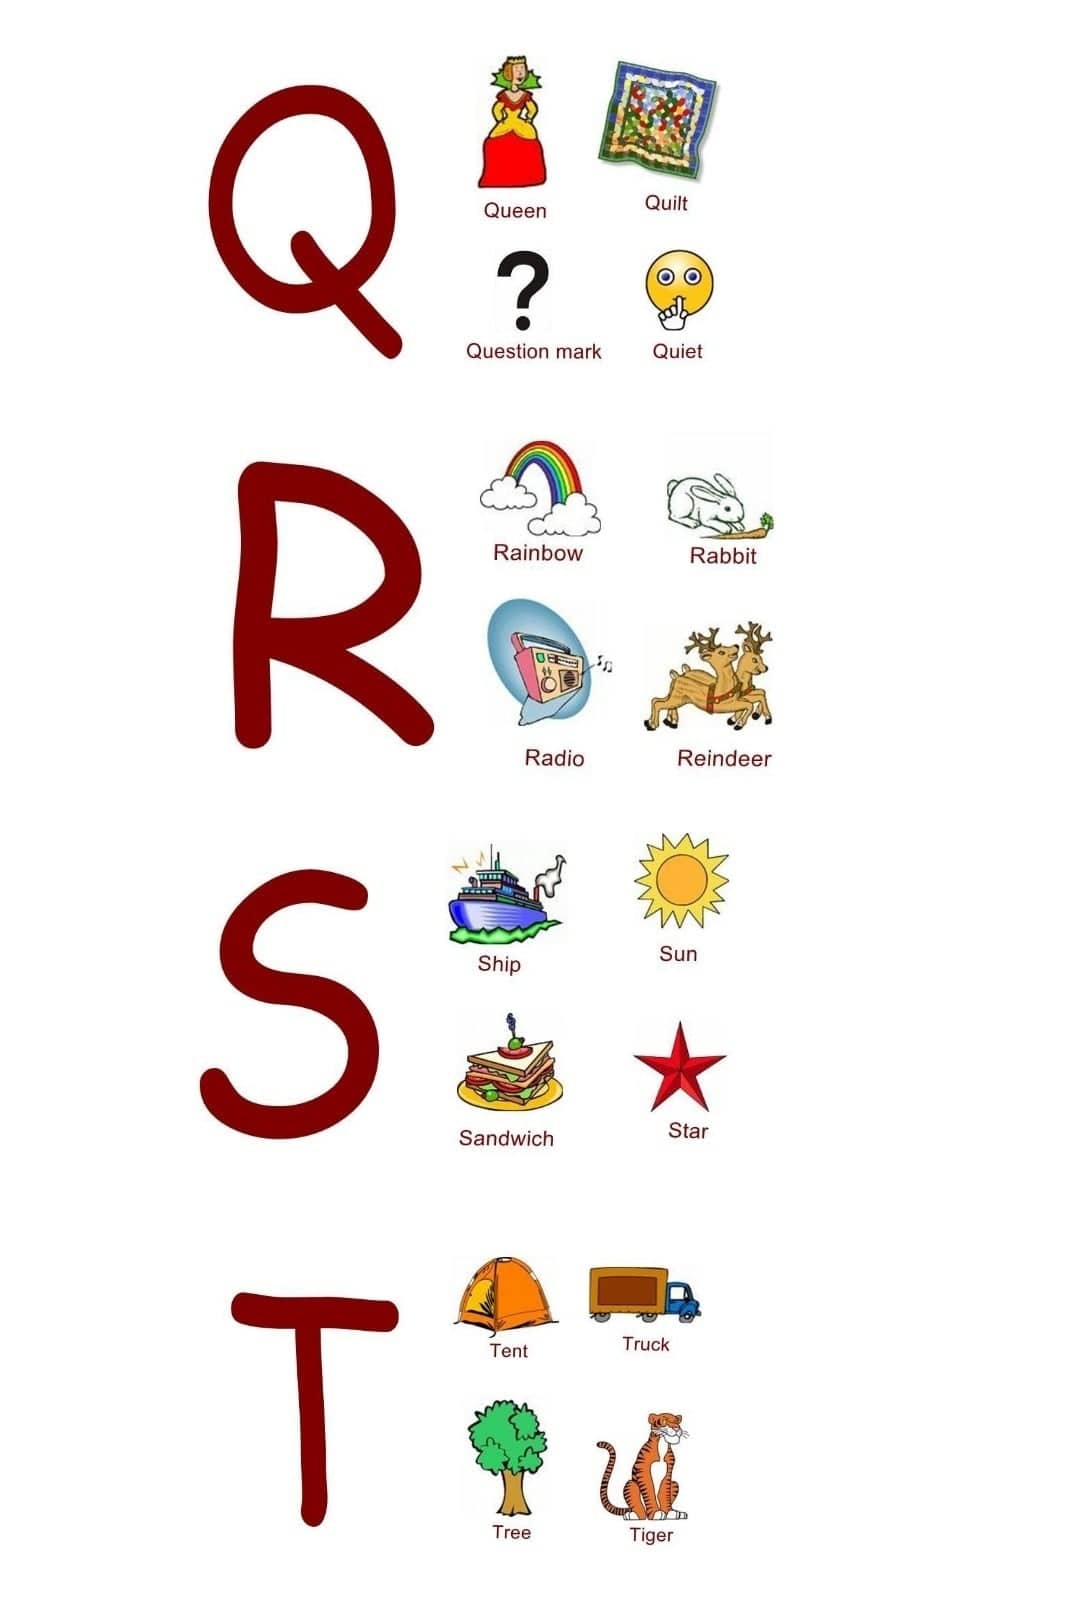 Q
Queen
Quilt
?
Question mark
Quiet
R
Rainbow
Rabbit
Radio
Reindeer
S
Ship
Sun
Sandwich
Star
T
Tent
Truck
Tree
Tiger